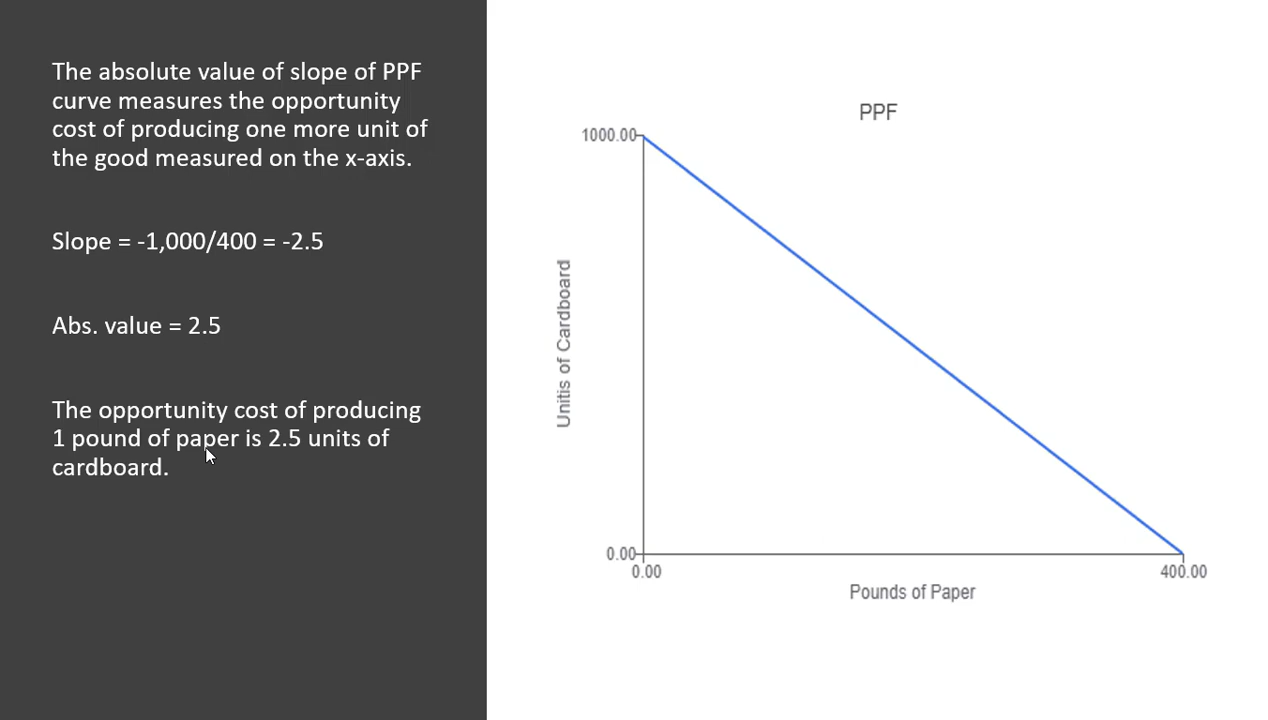 The absolute value of slope of PPF
curve measures the opportunity
cost of producing one more unit of
the good measured on the x-axis.
Slope = -1,000/400 = -2.5
Abs. value = 2.5
The opportunity cost of producing
1 pound of paper is 2.5 units of
cardboard.
PPF
1000.00
Unitis of Cardboard
0.00
0.00
400.00
Pounds of Paper